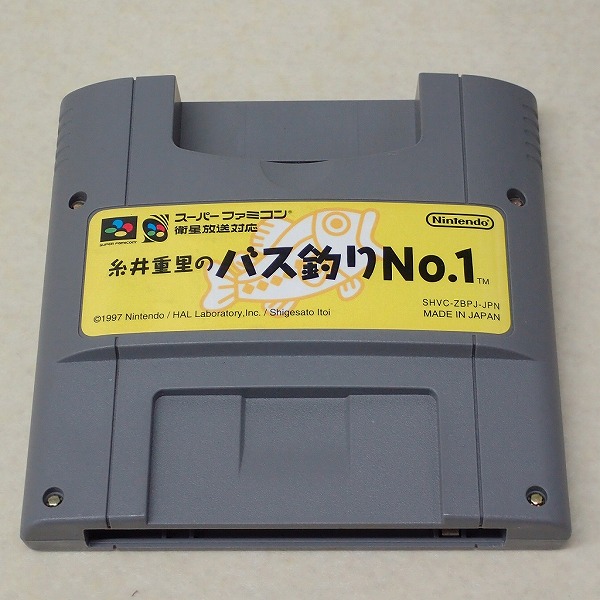 スーパーファミコン®
衛星放送対応
SUPER FAMICOM
Nintendo®
糸井重里のバス釣りNo.1™
SHVC-ZBPJ-JPN
©1997 Nintendo / HAL Laboratory,Inc. / Shigesato Itoi
MADE IN JAPAN